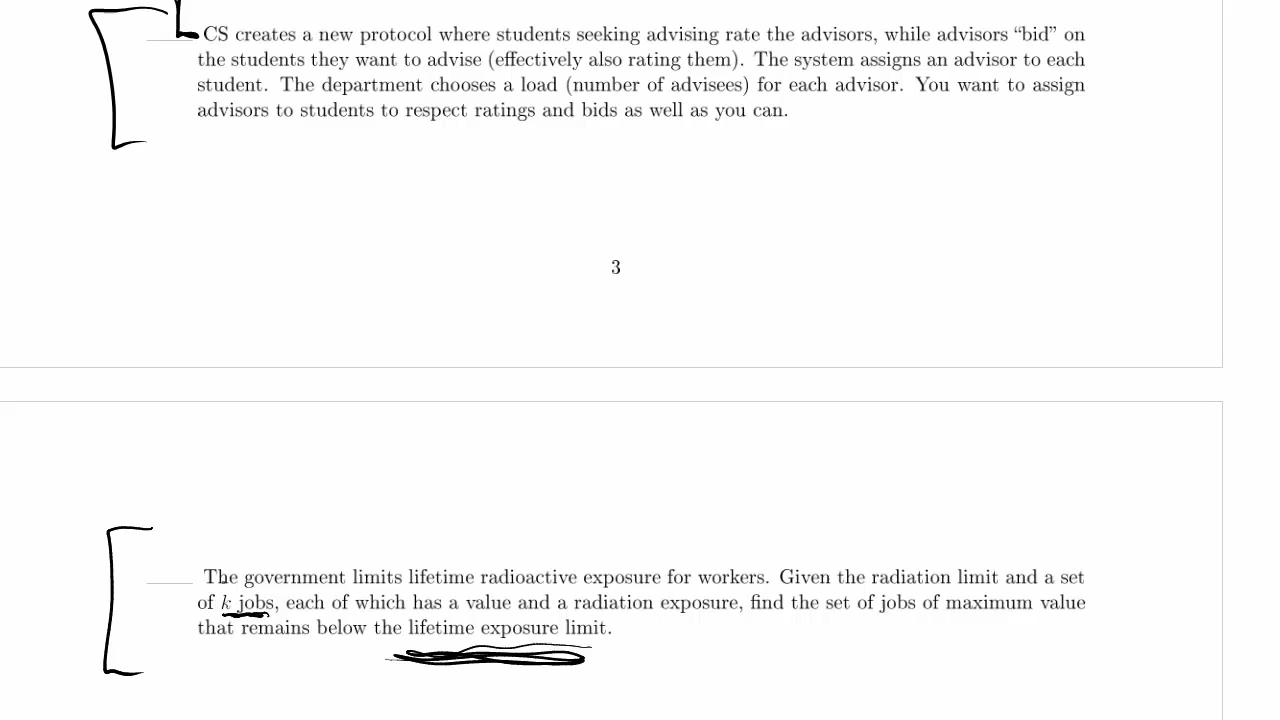 CS creates a new protocol where students seeking advising rate the advisors, while advisors “bid” on
the students they want to advise (effectively also rating them). The system assigns an advisor to each
student. The department chooses a load (number of advisees) for each advisor. You want to assign
advisors to students to respect ratings and bids as well as you can.
3
The government limits lifetime radioactive exposure for workers. Given the radiation limit and a set
of k jobs, each of which has a value and a radiation exposure, find the set of jobs of maximum value
that remains below the lifetime exposure limit.